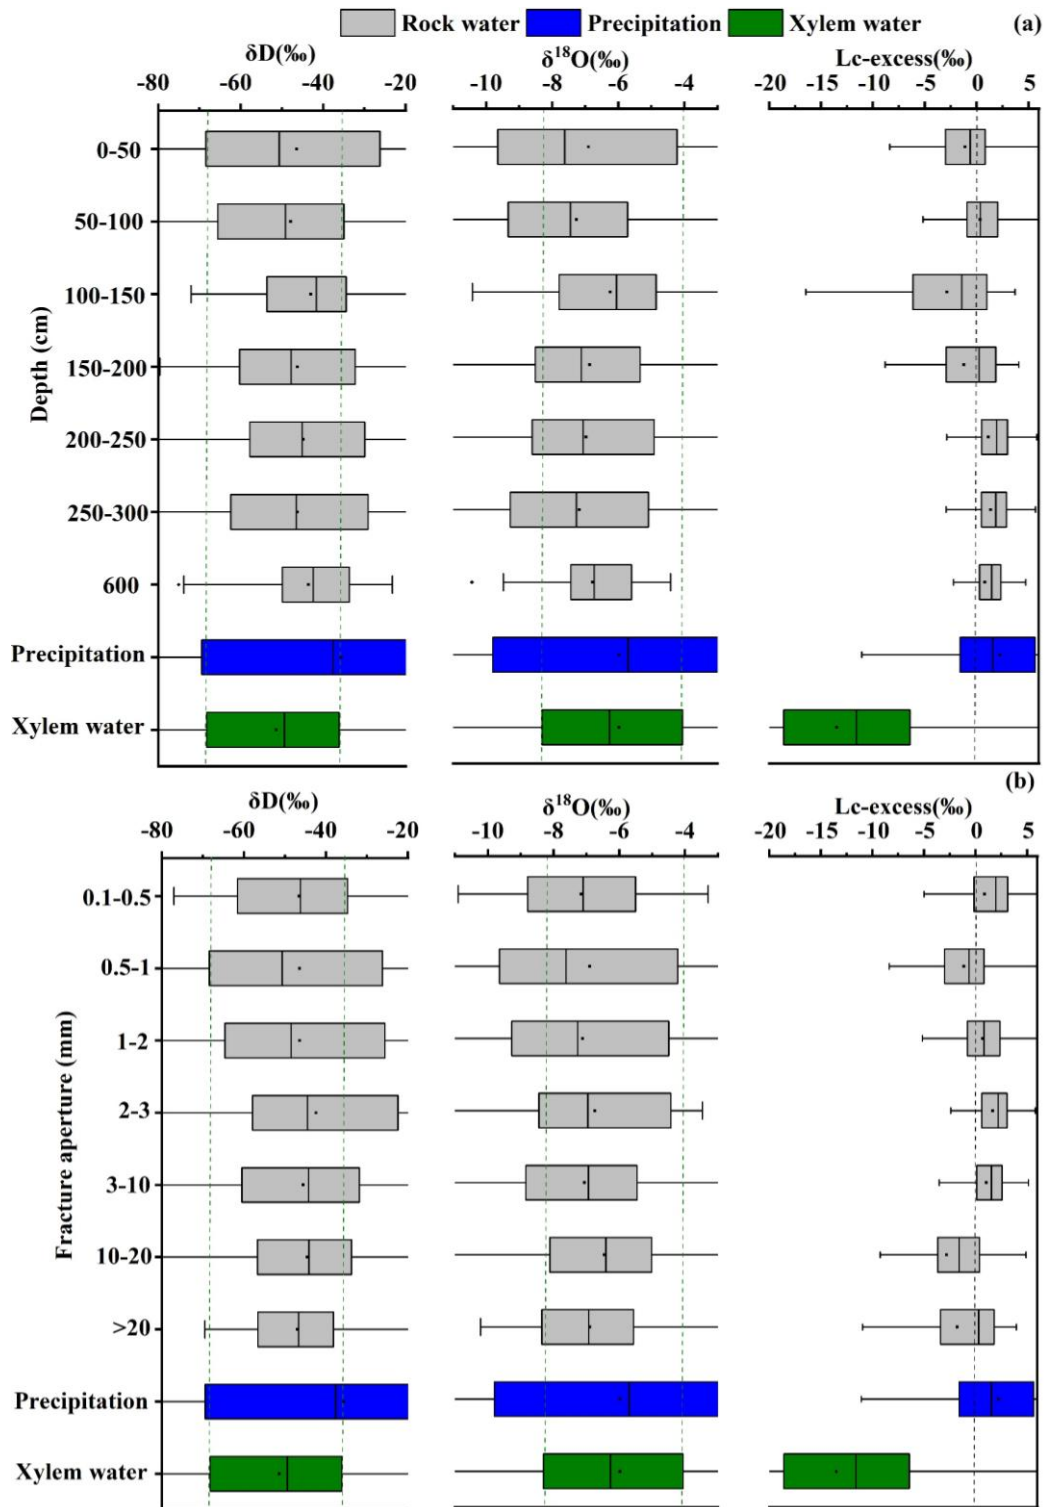 Rock water Precipitation Xylem water (a)
δD(‰) δ¹⁸O(‰) Lc-excess(‰)
-80 -60 -40 -20 -10 -8 -6 -4 -20 -15 -10 -5 0 5
Depth (cm)
0-50
50-100
100-150
150-200
200-250
250-300
600
Precipitation
Xylem water
(b)
δD(‰) δ¹⁸O(‰) Lc-excess(‰)
-80 -60 -40 -20 -10 -8 -6 -4 -20 -15 -10 -5 0 5
Fracture aperture (mm)
0.1-0.5
0.5-1
1-2
2-3
3-10
10-20
>20
Precipitation
Xylem water